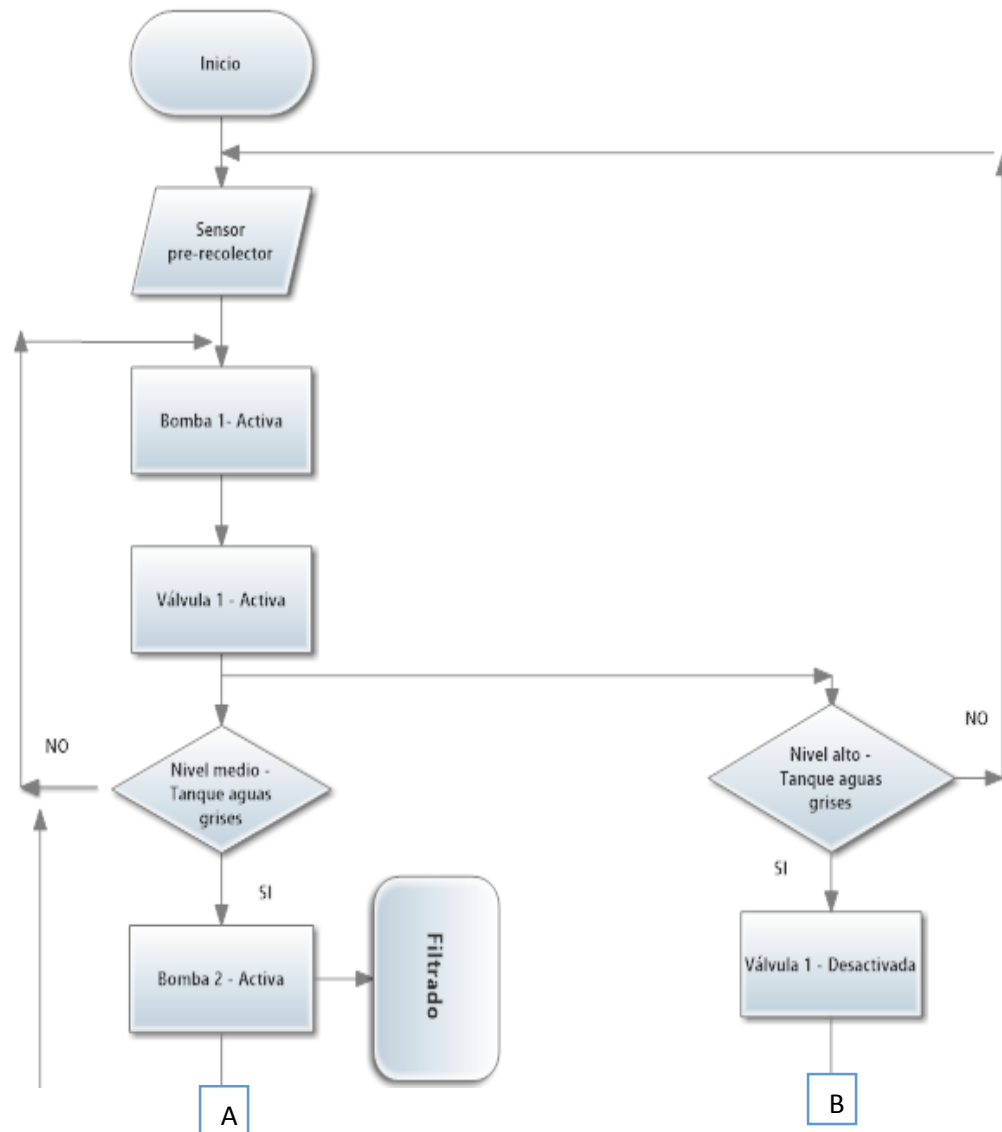 Inicio
Sensor
pre-recolector
Bomba 1- Activa
Válvula 1 - Activa
NO
Nivel medio -
Tanque aguas
grises
SI
Bomba 2 - Activa
Filtrado
A
Nivel alto -
Tanque aguas
grises
NO
SI
Válvula 1 - Desactivada
B